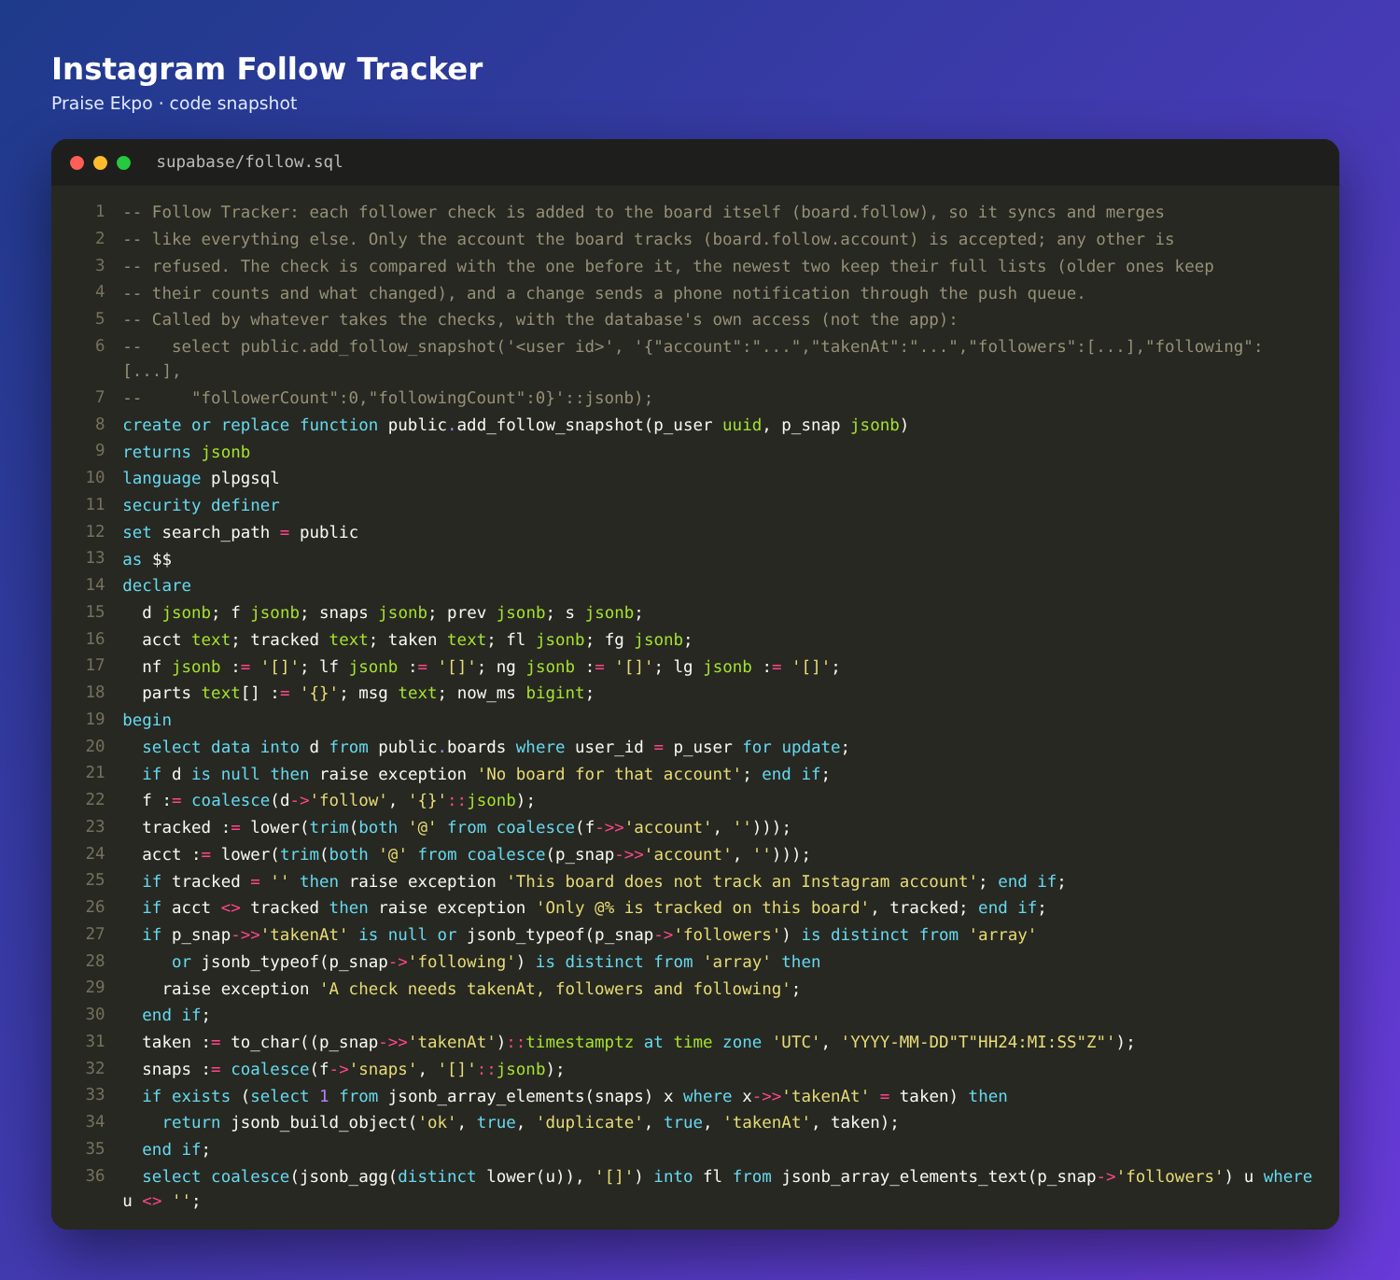 Instagram Follow Tracker
Praise Ekpo · code snapshot
supabase/follow.sql
1 -- Follow Tracker: each follower check is added to the board itself (board.follow), so it syncs and merges
2 -- like everything else. Only the account the board tracks (board.follow.account) is accepted; any other is
3 -- refused. The check is compared with the one before it, the newest two keep their full lists (older ones keep
4 -- their counts and what changed), and a change sends a phone notification through the push queue.
5 -- Called by whatever takes the checks, with the database's own access (not the app):
6 --   select public.add_follow_snapshot('<user id>', '{"account":"...","takenAt":"...","followers":[...],"following":
[...],
7 --     "followerCount":0,"followingCount":0}'::jsonb);
8 create or replace function public.add_follow_snapshot(p_user uuid, p_snap jsonb)
9 returns jsonb
10 language plpgsql
11 security definer
12 set search_path = public
13 as $$
14 declare
15   d jsonb; f jsonb; snaps jsonb; prev jsonb; s jsonb;
16   acct text; tracked text; taken text; fl jsonb; fg jsonb;
17   nf jsonb := '[]'; lf jsonb := '[]'; ng jsonb := '[]'; lg jsonb := '[]';
18   parts text[] := '{}'; msg text; now_ms bigint;
19 begin
20   select data into d from public.boards where user_id = p_user for update;
21   if d is null then raise exception 'No board for that account'; end if;
22   f := coalesce(d->'follow', '{}'::jsonb);
23   tracked := lower(trim(both '@' from coalesce(f->>'account', '')));
24   acct := lower(trim(both '@' from coalesce(p_snap->>'account', '')));
25   if tracked = '' then raise exception 'This board does not track an Instagram account'; end if;
26   if acct <> tracked then raise exception 'Only @% is tracked on this board', tracked; end if;
27   if p_snap->>'takenAt' is null or jsonb_typeof(p_snap->'followers') is distinct from 'array'
28      or jsonb_typeof(p_snap->'following') is distinct from 'array' then
29     raise exception 'A check needs takenAt, followers and following';
30   end if;
31   taken := to_char((p_snap->>'takenAt')::timestamptz at time zone 'UTC', 'YYYY-MM-DD"T"HH24:MI:SS"Z"');
32   snaps := coalesce(f->'snaps', '[]'::jsonb);
33   if exists (select 1 from jsonb_array_elements(snaps) x where x->>'takenAt' = taken) then
34     return jsonb_build_object('ok', true, 'duplicate', true, 'takenAt', taken);
35   end if;
36   select coalesce(jsonb_agg(distinct lower(u)), '[]') into fl from jsonb_array_elements_text(p_snap->'followers') u where
u <> '';